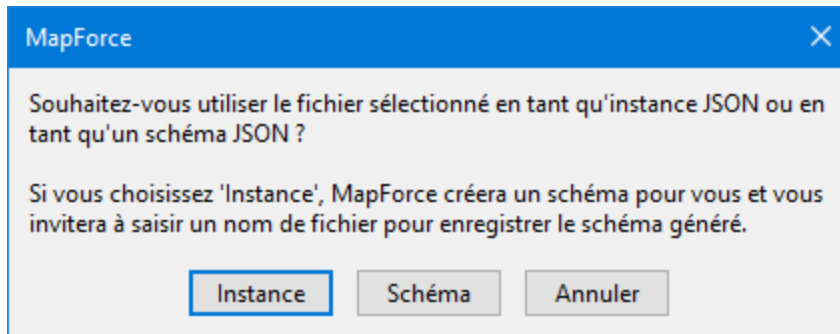 MapForce
Souhaitez-vous utiliser le fichier sélectionné en tant qu'instance JSON ou en
tant qu'un schéma JSON ?
Si vous choisissez 'Instance', MapForce créera un schéma pour vous et vous
invitera à saisir un nom de fichier pour enregistrer le schéma généré.
Instance Schéma Annuler